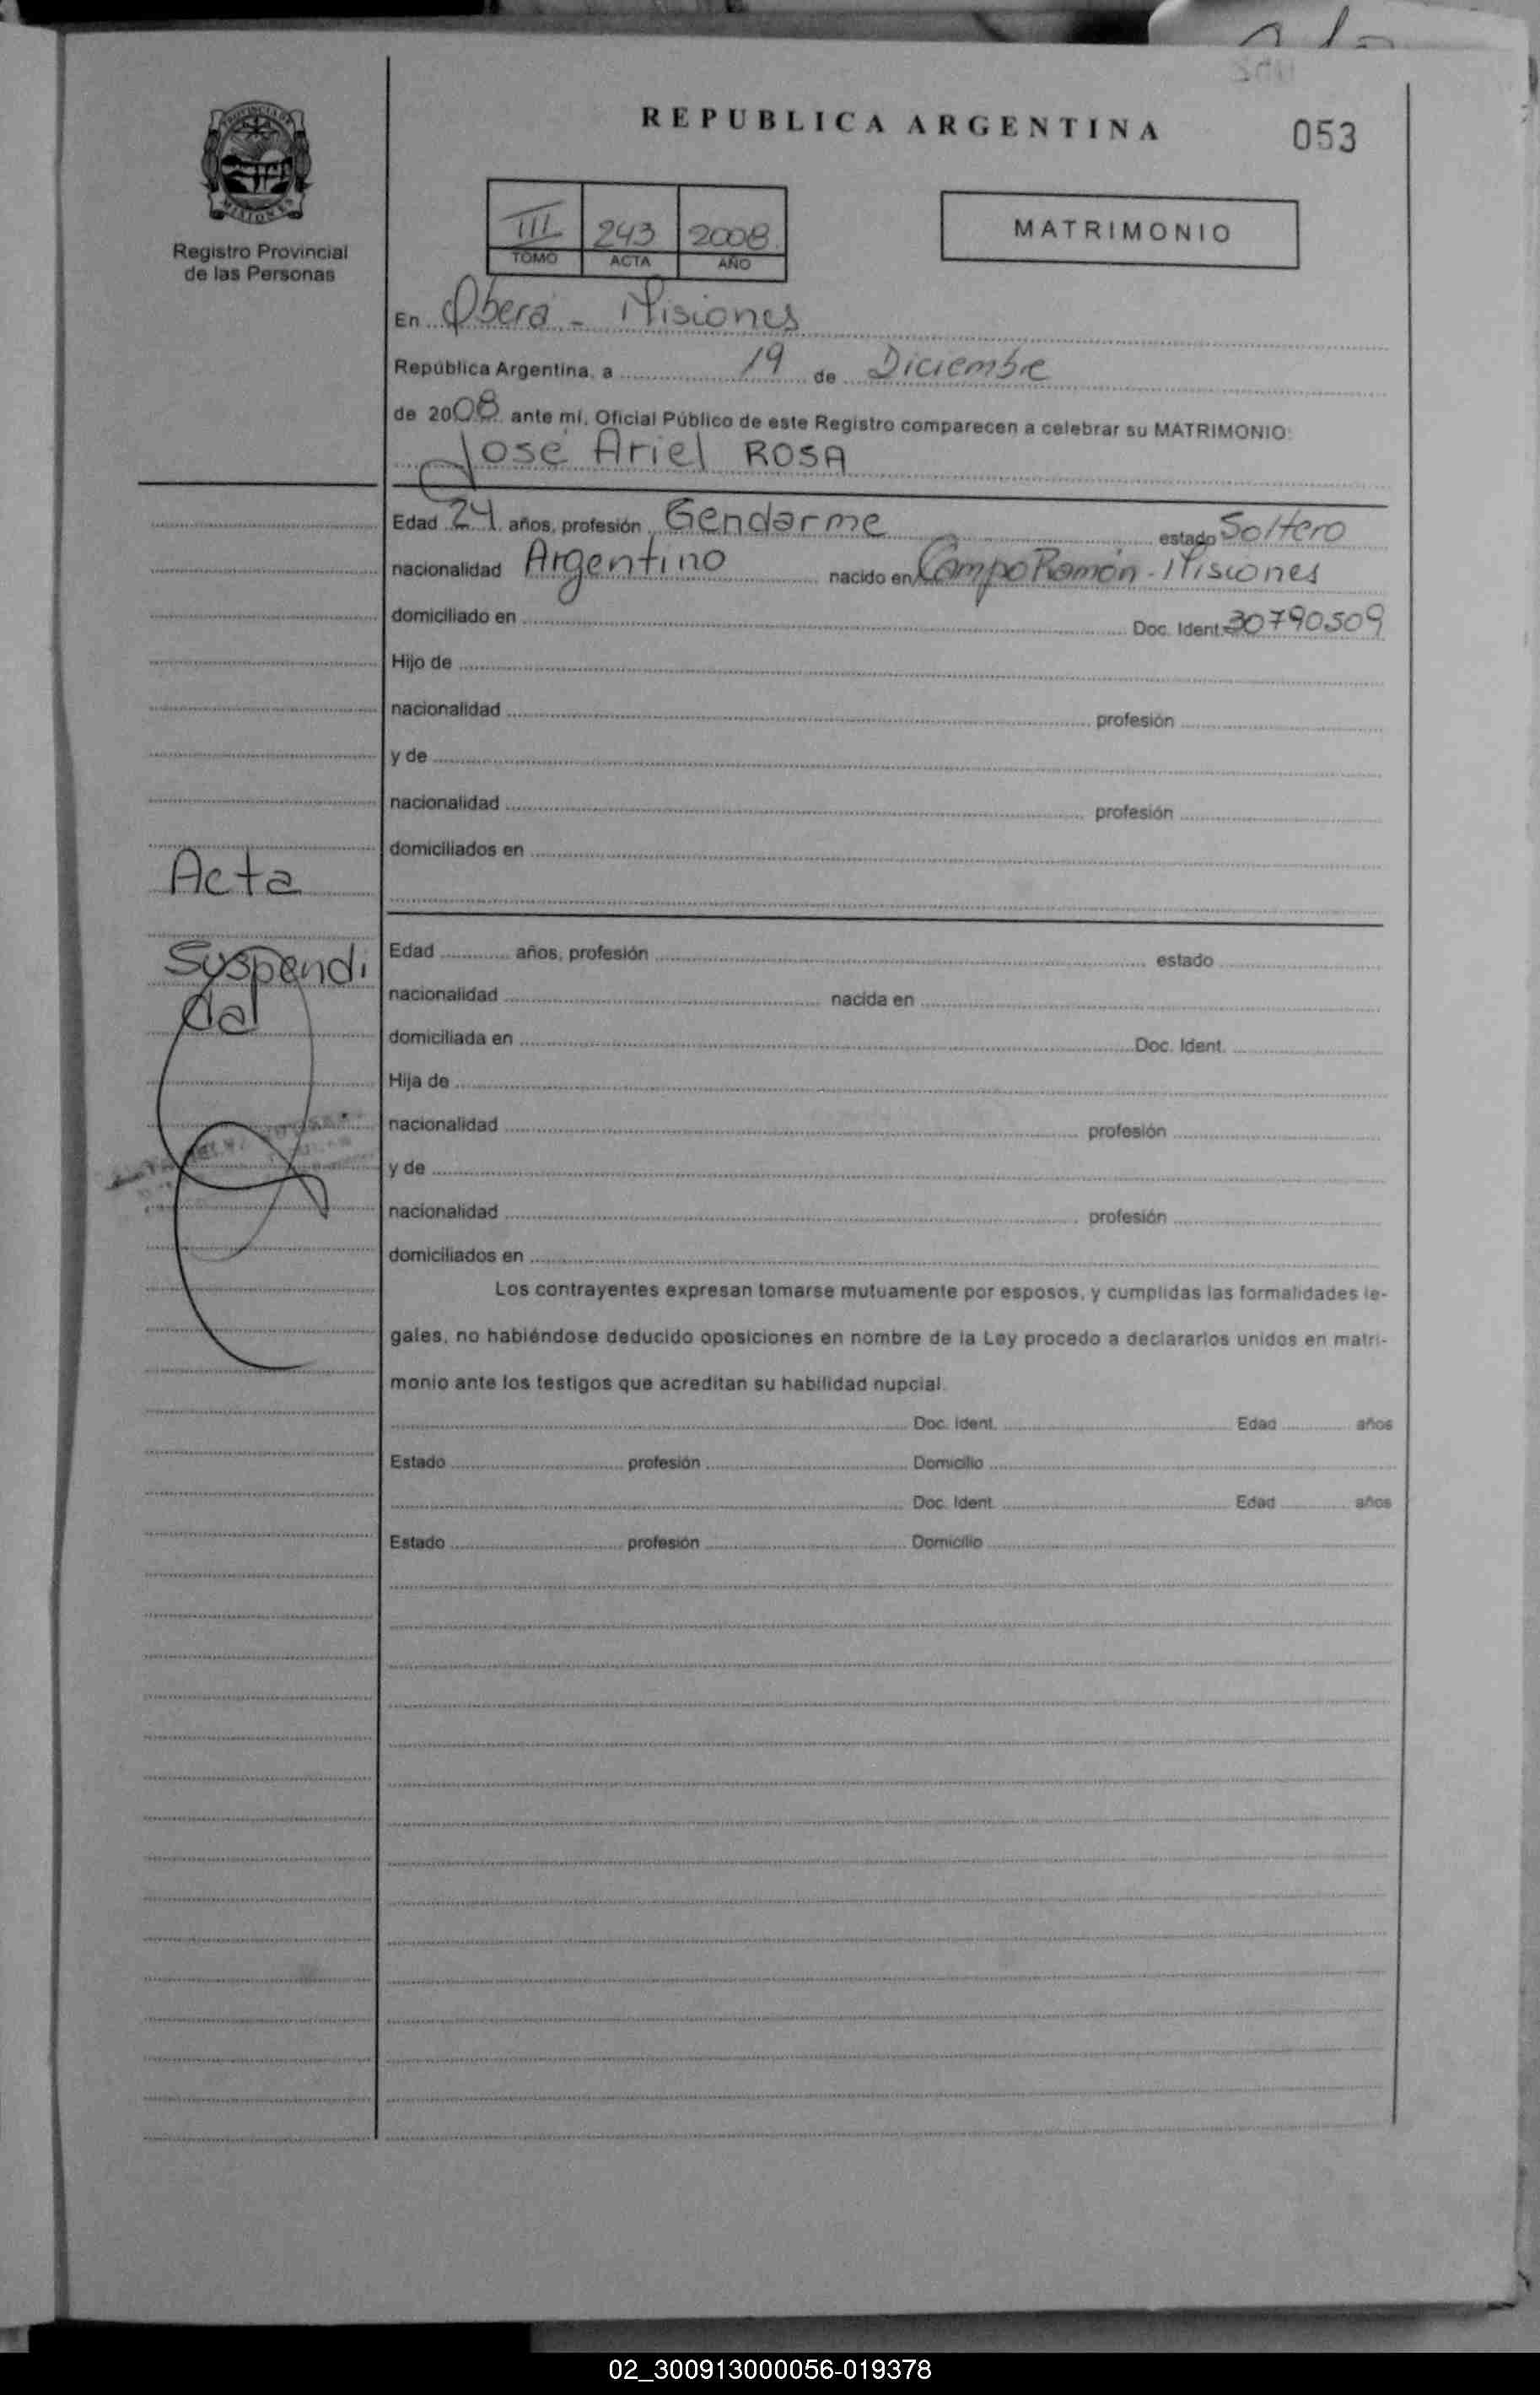 REPUBLICA ARGENTINA
053
PROVINCIA DE
MISIONES
Registro Provincial
de las Personas
III 243 2008
TOMO ACTA AÑO
MATRIMONIO
En Oberá - Misiones
República Argentina, a 19 de Diciembre
de 2008 ante mí, Oficial Público de este Registro comparecen a celebrar su MATRIMONIO:
José Ariel ROSA
Edad 24 años, profesión Gendarme estado Soltero
nacionalidad Argentino nacido en Campo Ramón - Misiones
domiciliado en Doc. Ident. 30790509
Hijo de
nacionalidad profesión
y de
nacionalidad profesión
domiciliados en
Acta
Suspendi
da
Edad años, profesión estado
nacionalidad nacida en
domiciliada en Doc. Ident.
Hija de
nacionalidad profesión
y de
nacionalidad profesión
domiciliados en
Los contrayentes expresan tomarse mutuamente por esposos, y cumplidas las formalidades le-
gales, no habiéndose deducido oposiciones en nombre de la Ley procedo a declararlos unidos en matri-
monio ante los testigos que acreditan su habilidad nupcial.
Doc. Ident. Edad años
Estado profesión Domicilio
Doc. Ident. Edad años
Estado profesión Domicilio
02_300913000056-019378